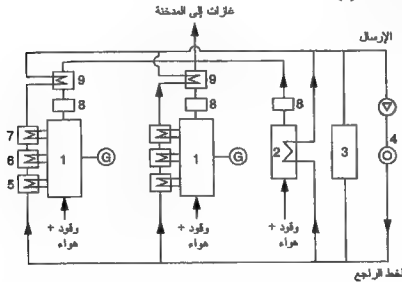 غازات إلى المدخنة
الإرسال
9
9
8
8
8
7
6
5
1
G
1
G
2
3
4
وقود +
هواء
وقود +
هواء
وقود +
هواء
الخط الراجع